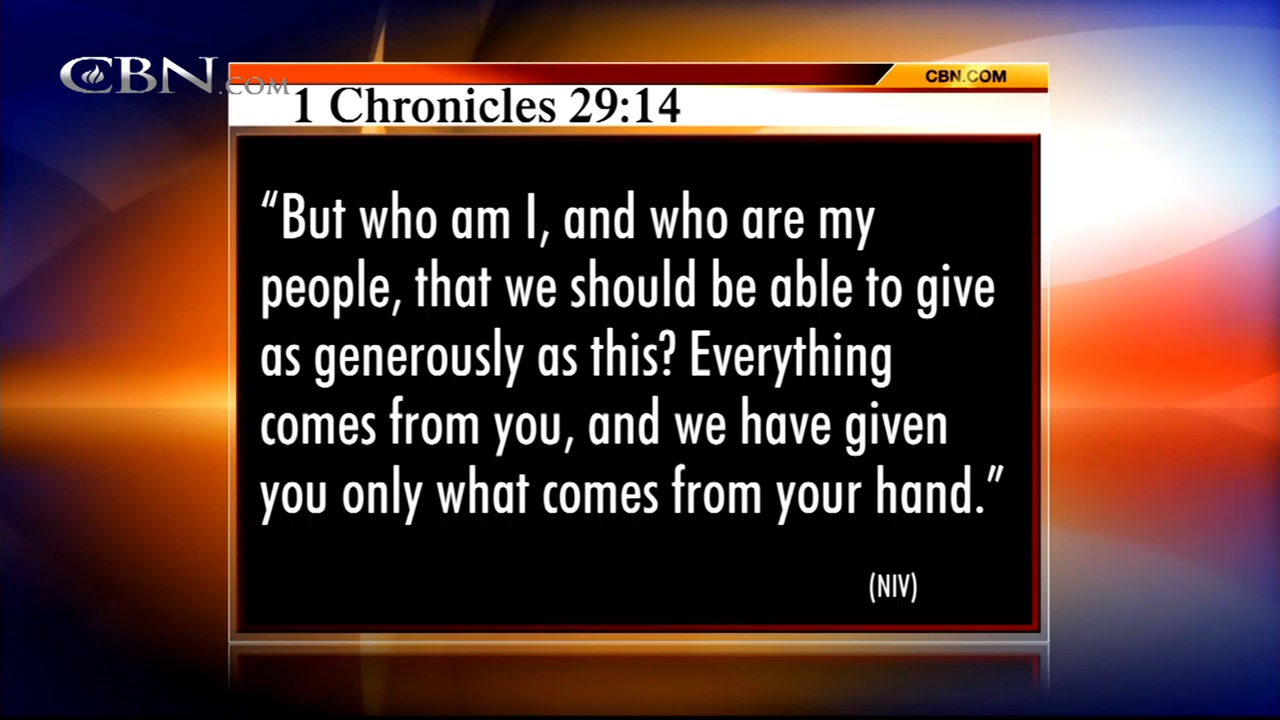 CBN.COM
CBN.COM
1 Chronicles 29:14
“But who am I, and who are my
people, that we should be able to give
as generously as this? Everything
comes from you, and we have given
you only what comes from your hand.”
(NIV)